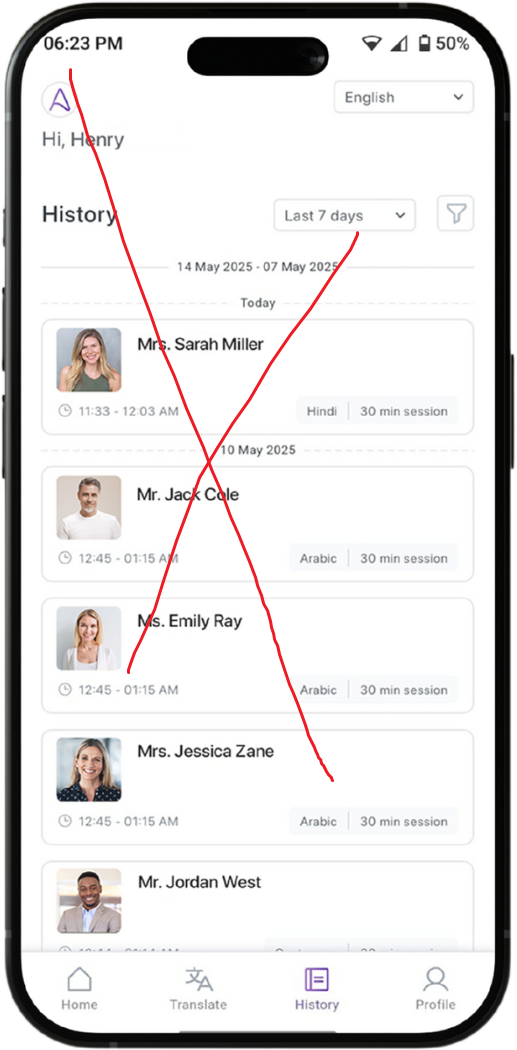 06:23 PM 50%
English
Hi, Henry
History Last 7 days
14 May 2025 - 07 May 2025
Today
Mrs. Sarah Miller
11:33 - 12:03 AM Hindi 30 min session
10 May 2025
Mr. Jack Cole
12:45 - 01:15 AM Arabic 30 min session
Ms. Emily Ray
12:45 - 01:15 AM Arabic 30 min session
Mrs. Jessica Zane
12:45 - 01:15 AM Arabic 30 min session
Mr. Jordan West
Home Translate History Profile